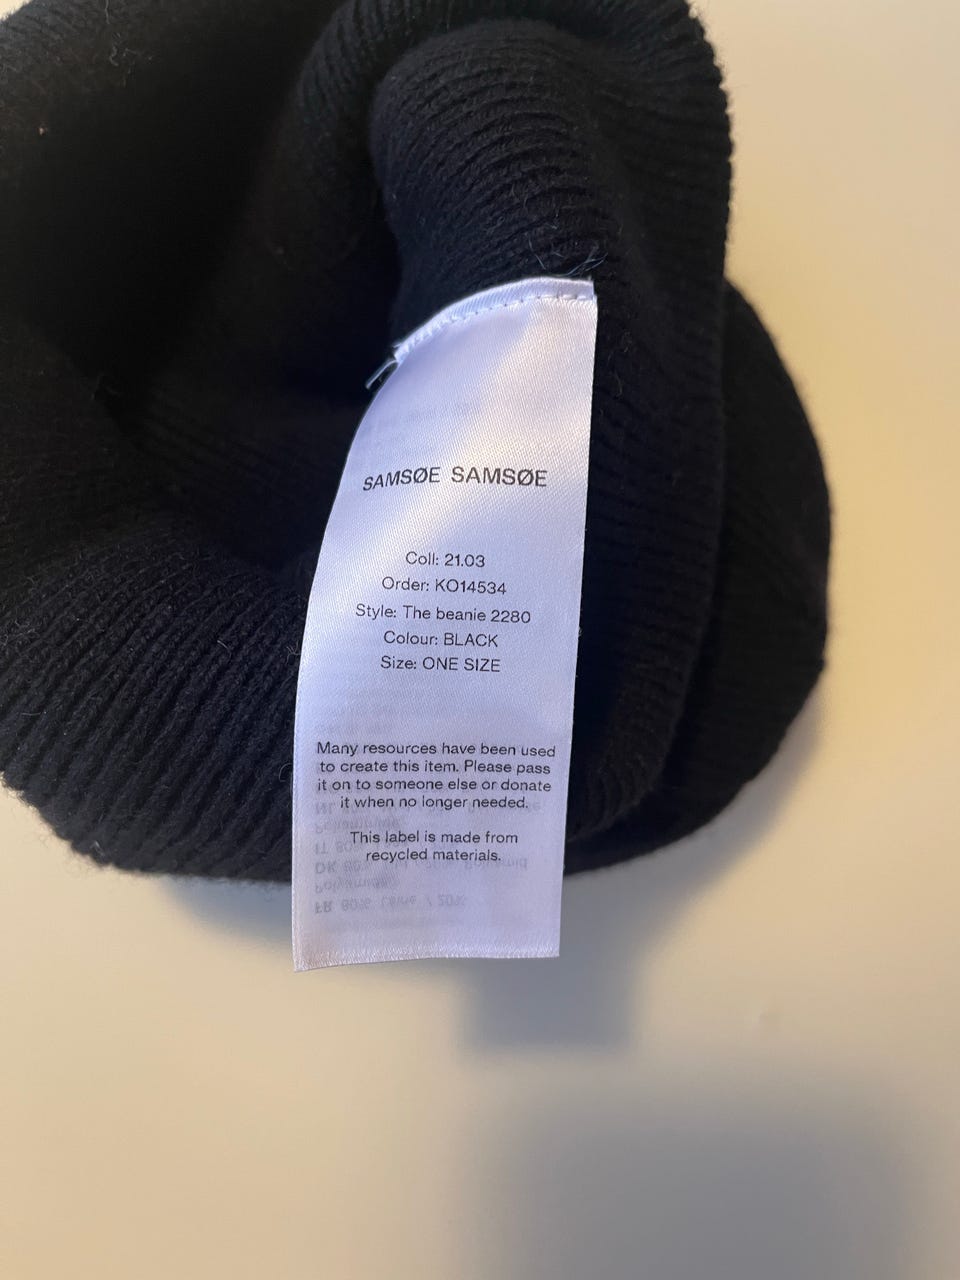 SAMSØE SAMSØE
Coll: 21.03
Order: KO14534
Style: The beanie 2280
Colour: BLACK
Size: ONE SIZE
Many resources have been used
to create this item. Please pass
it on to someone else or donate
it when no longer needed.
This label is made from
recycled materials.